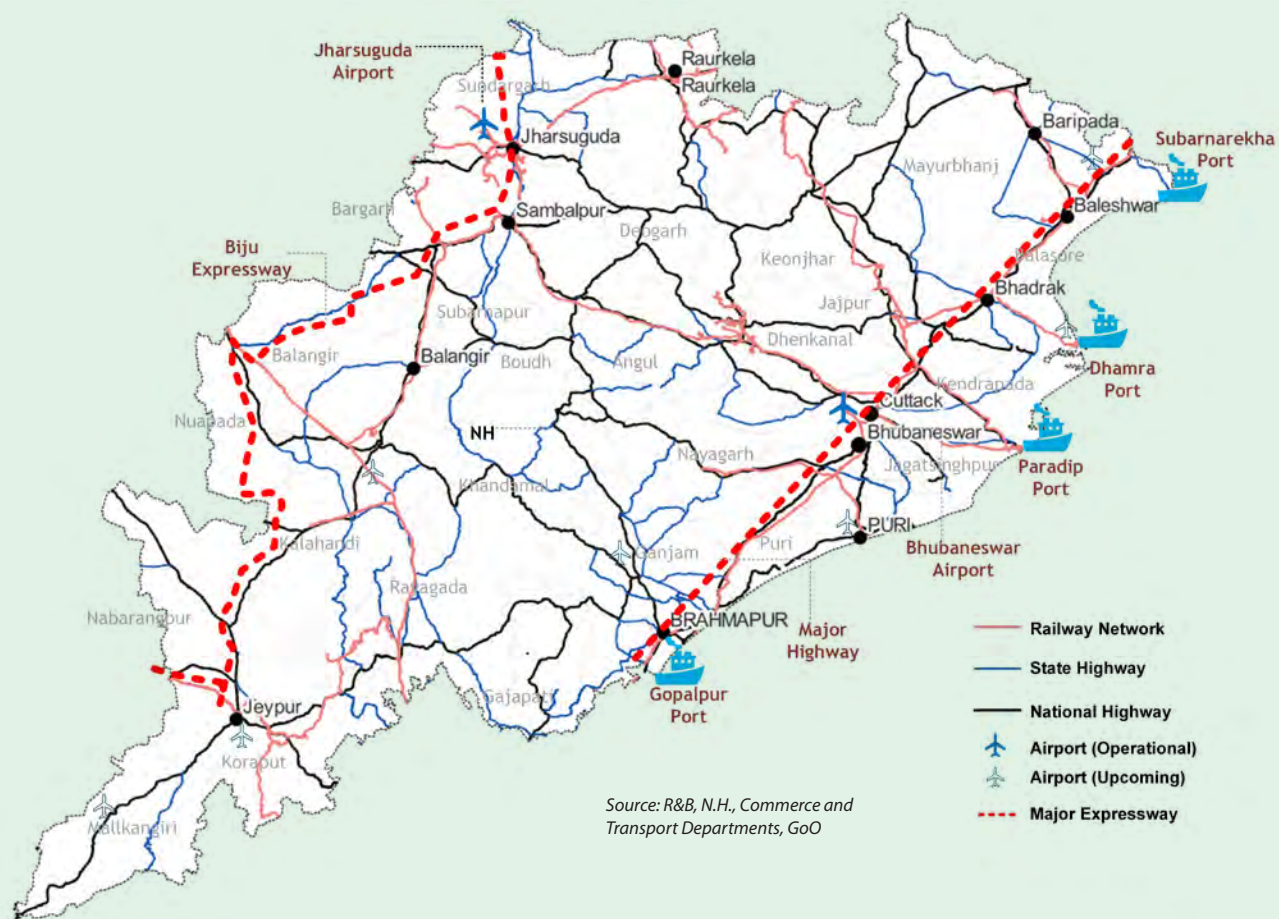 Jharsuguda
Airport
Raurkela
Raurkela
Sundargarh
Jharsuguda
Baripada
Subarnarekha
Port
Mayurbhanj
Bargarh
Sambalpur
Baleshwar
Deogarh
Biju
Expressway
Keonjhar
Balasore
Bhadrak
Jajpur
Subarnapur
Dhenkanal
Balangir
Balangir
Boudh
Angul
Dhamra
Port
Kendrapada
Cuttack
Nuapada
NH
Bhubaneswar
Nayagarh
Jagatsinghpur
Paradip
Port
Khandamal
PURI
Kalahandi
Ganjam
Puri
Bhubaneswar
Airport
Rayagada
Nabarangpur
BRAHMAPUR
Major
Highway
Gajapati
Gopalpur
Port
Jeypur
Koraput
Malkangiri
Railway Network
State Highway
National Highway
Airport (Operational)
Airport (Upcoming)
Major Expressway
Source: R&B, N.H., Commerce and
Transport Departments, GoO